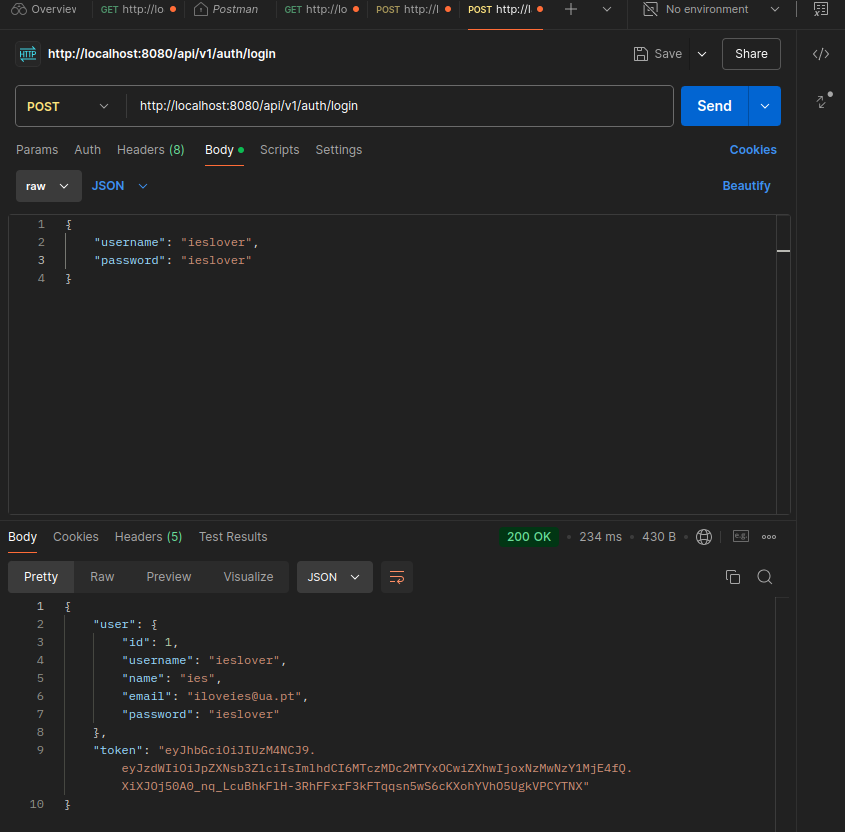 Overview GET http://lo Postman GET http://lo POST http://l POST http://l No environment
HTTP http://localhost:8080/api/v1/auth/login Save Share
POST http://localhost:8080/api/v1/auth/login Send
Params Auth Headers (8) Body Scripts Settings Cookies
raw JSON Beautify
1 {
2 "username": "ieslover",
3 "password": "ieslover"
4 }
Body Cookies Headers (5) Test Results 200 OK 234 ms 430 B e.g.
Pretty Raw Preview Visualize JSON
1 {
2 "user": {
3 "id": 1,
4 "username": "ieslover",
5 "name": "ies",
6 "email": "iloveies@ua.pt",
7 "password": "ieslover"
8 },
9 "token": "eyJhbGciOiJIUzM4NCJ9.
eyJzdWIiOiJpZXNsb3ZlciIsImlhdCI6MTczMDc2MTYxOCwiZXhwIjoxNzMwNzY1MjE4fQ.
XiXJOj50A0_nq_LcuBhkFlH-3RhFFxrF3kFTqqsn5wS6cKXohYVhO5UgkVPCYTNX"
10 }